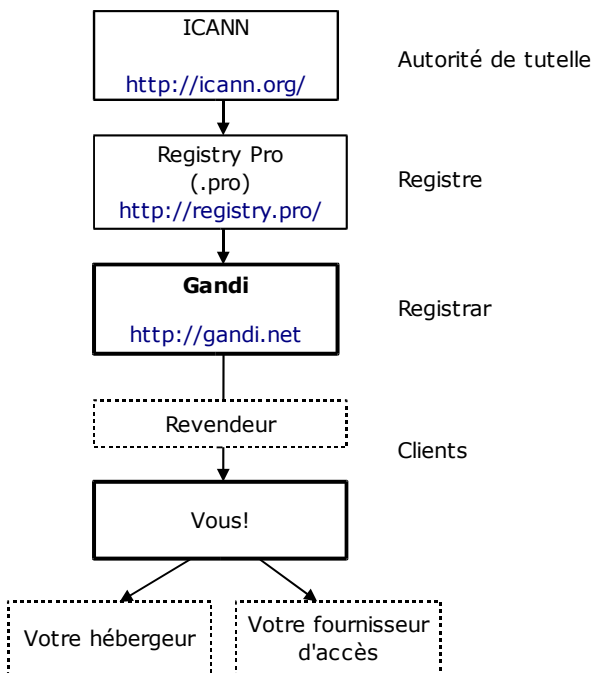 ICANN
http://icann.org/
Autorité de tutelle
Registry Pro
(.pro)
http://registry.pro/
Registre
Gandi
http://gandi.net
Registrar
Revendeur
Clients
Vous!
Votre hébergeur
Votre fournisseur
d'accès